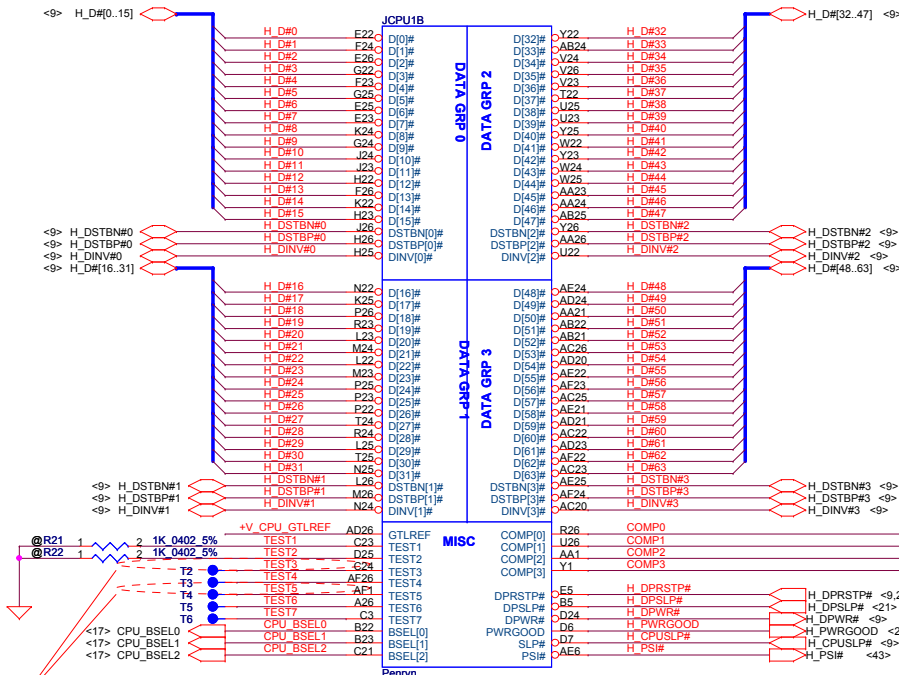 <9> H_D#[0..15] JCPU1B H_D#[32..47] <9>
H_D#0 E22 D[0]# D[32]# Y22 H_D#32
H_D#1 F24 D[1]# D[33]# AB24 H_D#33
H_D#2 E26 D[2]# D[34]# V24 H_D#34
H_D#3 G22 D[3]# D[35]# V26 H_D#35
H_D#4 F23 D[4]# D[36]# V23 H_D#36
H_D#5 G25 D[5]# D[37]# T22 H_D#37
H_D#6 E25 D[6]# D[38]# U25 H_D#38
H_D#7 E23 D[7]# D[39]# U23 H_D#39
H_D#8 K24 D[8]# D[40]# Y25 H_D#40
H_D#9 G24 D[9]# D[41]# W22 H_D#41
H_D#10 J24 D[10]# D[42]# Y23 H_D#42
H_D#11 J23 D[11]# D[43]# W24 H_D#43
H_D#12 H22 D[12]# D[44]# W25 H_D#44
H_D#13 F26 D[13]# D[45]# AA23 H_D#45
H_D#14 K22 D[14]# D[46]# AA24 H_D#46
H_D#15 H23 D[15]# D[47]# AB25 H_D#47
<9> H_DSTBN#0 H_DSTBN#0 J26 DSTBN[0]# DSTBN[2]# Y26 H_DSTBN#2 H_DSTBN#2 <9>
<9> H_DSTBP#0 H_DSTBP#0 H26 DSTBP[0]# DSTBP[2]# AA26 H_DSTBP#2 H_DSTBP#2 <9>
<9> H_DINV#0 H_DINV#0 H25 DINV[0]# DINV[2]# U22 H_DINV#2 H_DINV#2 <9>
DATA GRP 0
DATA GRP 2
<9> H_D#[16..31] H_D#[48..63] <9>
H_D#16 N22 D[16]# D[48]# AE24 H_D#48
H_D#17 K25 D[17]# D[49]# AD24 H_D#49
H_D#18 P26 D[18]# D[50]# AA21 H_D#50
H_D#19 R23 D[19]# D[51]# AB22 H_D#51
H_D#20 L23 D[20]# D[52]# AB21 H_D#52
H_D#21 M24 D[21]# D[53]# AC26 H_D#53
H_D#22 L22 D[22]# D[54]# AD20 H_D#54
H_D#23 M23 D[23]# D[55]# AE22 H_D#55
H_D#24 P25 D[24]# D[56]# AF23 H_D#56
H_D#25 P23 D[25]# D[57]# AC25 H_D#57
H_D#26 P22 D[26]# D[58]# AE21 H_D#58
H_D#27 T24 D[27]# D[59]# AD21 H_D#59
H_D#28 R24 D[28]# D[60]# AC22 H_D#60
H_D#29 L25 D[29]# D[61]# AD23 H_D#61
H_D#30 T25 D[30]# D[62]# AF22 H_D#62
H_D#31 N25 D[31]# D[63]# AC23 H_D#63
<9> H_DSTBN#1 H_DSTBN#1 L26 DSTBN[1]# DSTBN[3]# AE25 H_DSTBN#3 H_DSTBN#3 <9>
<9> H_DSTBP#1 H_DSTBP#1 M26 DSTBP[1]# DSTBP[3]# AF24 H_DSTBP#3 H_DSTBP#3 <9>
<9> H_DINV#1 H_DINV#1 N24 DINV[1]# DINV[3]# AC20 H_DINV#3 H_DINV#3 <9>
DATA GRP 1
DATA GRP 3
MISC
+V_CPU_GTLREF AD26 GTLREF COMP[0] R26 COMP0
@R21 1 2 1K_0402_5% TEST1 C23 TEST1 COMP[1] U26 COMP1
@R22 1 2 1K_0402_5% TEST2 D25 TEST2 COMP[2] AA1 COMP2
T2 TEST3 C24 TEST3 COMP[3] Y1 COMP3
T3 TEST4 AF26 TEST4
T4 TEST5 AF1 TEST5 DPRSTP# E5 H_DPRSTP# H_DPRSTP# <9,2
T5 TEST6 A26 TEST6 DPSLP# B5 H_DPSLP# H_DPSLP# <21>
T6 TEST7 C3 TEST7 DPWR# D24 H_DPWR# H_DPWR# <9>
<17> CPU_BSEL0 CPU_BSEL0 B22 BSEL[0] PWRGOOD D6 H_PWRGOOD H_PWRGOOD <2
<17> CPU_BSEL1 CPU_BSEL1 B23 BSEL[1] SLP# D7 H_CPUSLP# H_CPUSLP# <9>
<17> CPU_BSEL2 CPU_BSEL2 C21 BSEL[2] PSI# AE6 H_PSI# H_PSI# <43>
Penryn